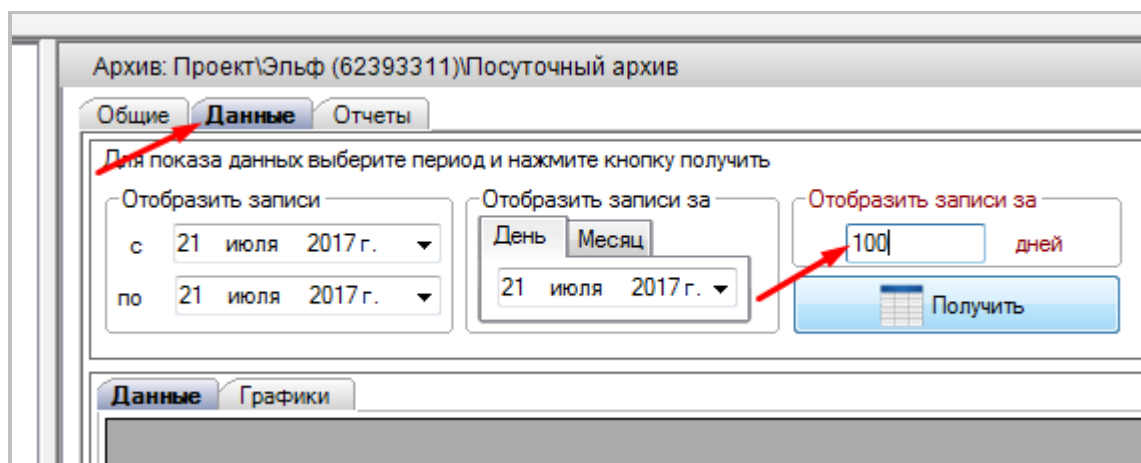 Архив: Проект\Эльф (62393311)\Посуточный архив
Общие Данные Отчеты
Для показа данных выберите период и нажмите кнопку получить
Отобразить записи Отобразить записи за Отобразить записи за
День Месяц
с 21 июля 2017 г. 100 дней
21 июля 2017 г.
по 21 июля 2017 г. Получить
Данные Графики